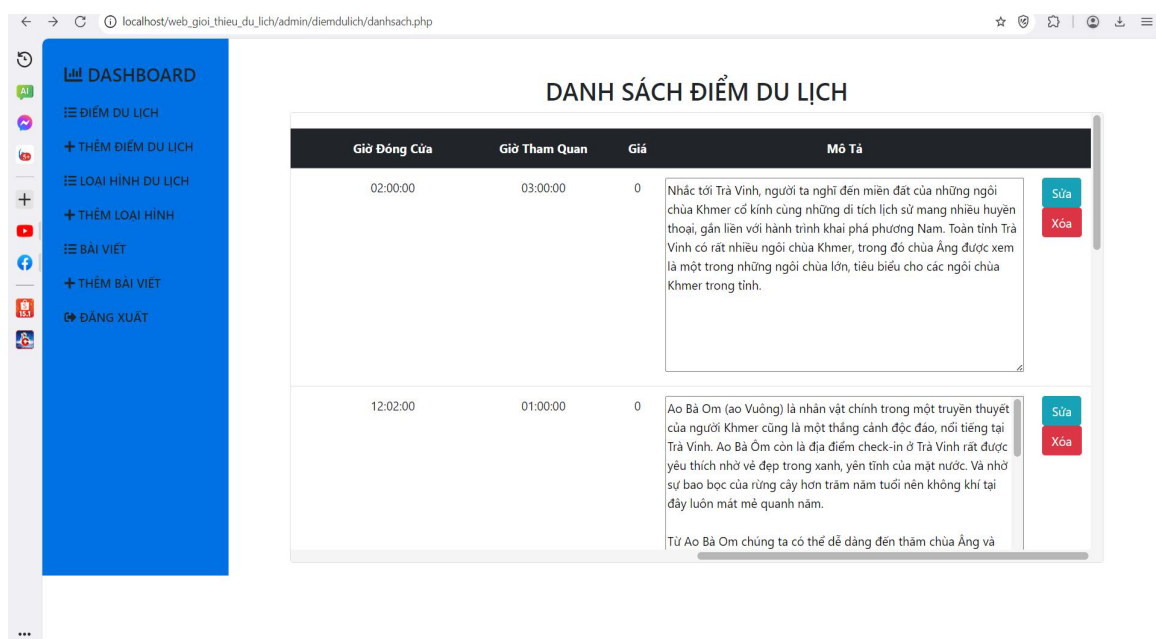 localhost/web_gioi_thieu_du_lich/admin/diemdulich/danhsach.php
DASHBOARD
ĐIỂM DU LỊCH
THÊM ĐIỂM DU LỊCH
LOẠI HÌNH DU LỊCH
THÊM LOẠI HÌNH
BÀI VIẾT
THÊM BÀI VIẾT
ĐĂNG XUẤT
DANH SÁCH ĐIỂM DU LỊCH
Giờ Đóng Cửa Giờ Tham Quan Giá Mô Tả
02:00:00 03:00:00 0
Nhắc tới Trà Vinh, người ta nghĩ đến miền đất của những ngôi
chùa Khmer cổ kính cùng những di tích lịch sử mang nhiều huyền
thoại, gắn liền với hành trình khai phá phương Nam. Toàn tỉnh Trà
Vinh có rất nhiều ngôi chùa Khmer, trong đó chùa Âng được xem
là một trong những ngôi chùa lớn, tiêu biểu cho các ngôi chùa
Khmer trong tỉnh.
Sửa
Xóa
12:02:00 01:00:00 0
Ao Bà Om (ao Vuông) là nhân vật chính trong một truyền thuyết
của người Khmer cũng là một thắng cảnh độc đáo, nổi tiếng tại
Trà Vinh. Ao Bà Ôm còn là địa điểm check-in ở Trà Vinh rất được
yêu thích nhờ vẻ đẹp trong xanh, yên tĩnh của mặt nước. Và nhờ
sự bao bọc của rừng cây hơn trăm năm tuổi nên không khí tại
đây luôn mát mẻ quanh năm.
Từ Ao Bà Om chúng ta có thể dễ dàng đến thăm chùa Âng và
Sửa
Xóa
AI
5+
15.1